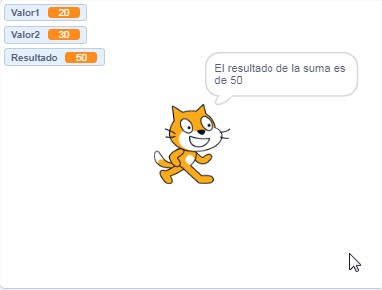 Valor1 20
Valor2 30
Resultado 50
El resultado de la suma es
de 50